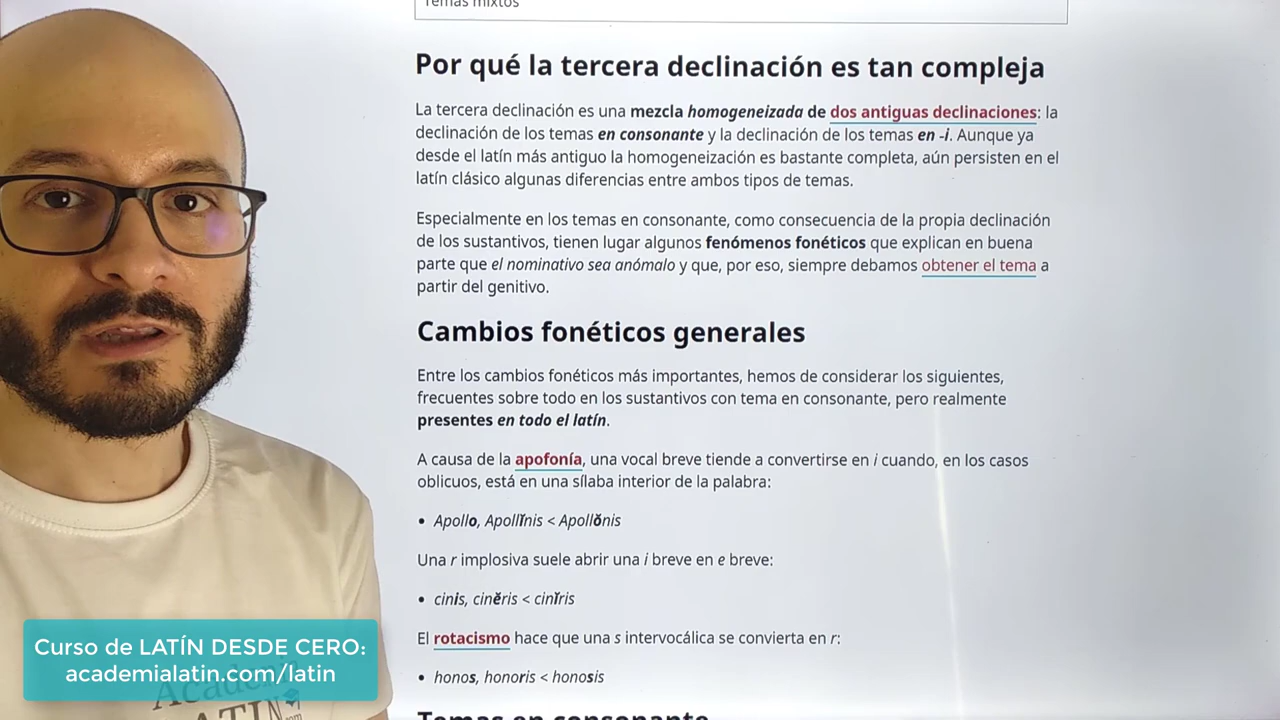 Temas mixtos
Por qué la tercera declinación es tan compleja
La tercera declinación es una mezcla homogeneizada de dos antiguas declinaciones: la
declinación de los temas en consonante y la declinación de los temas en -i. Aunque ya
desde el latín más antiguo la homogeneización es bastante completa, aún persisten en el
latín clásico algunas diferencias entre ambos tipos de temas.
Especialmente en los temas en consonante, como consecuencia de la propia declinación
de los sustantivos, tienen lugar algunos fenómenos fonéticos que explican en buena
parte que el nominativo sea anómalo y que, por eso, siempre debamos obtener el tema a
partir del genitivo.
Cambios fonéticos generales
Entre los cambios fonéticos más importantes, hemos de considerar los siguientes,
frecuentes sobre todo en los sustantivos con tema en consonante, pero realmente
presentes en todo el latín.
A causa de la apofonía, una vocal breve tiende a convertirse en i cuando, en los casos
oblicuos, está en una sílaba interior de la palabra:
• Apollo, Apollĭnis < Apollŏnis
Una r implosiva suele abrir una i breve en e breve:
• cinis, cinĕris < cinĭris
El rotacismo hace que una s intervocálica se convierta en r:
• honos, honoris < honosis
Temas en consonante
Curso de LATÍN DESDE CERO:
academialatin.com/latin
Academia
LATIN
.com